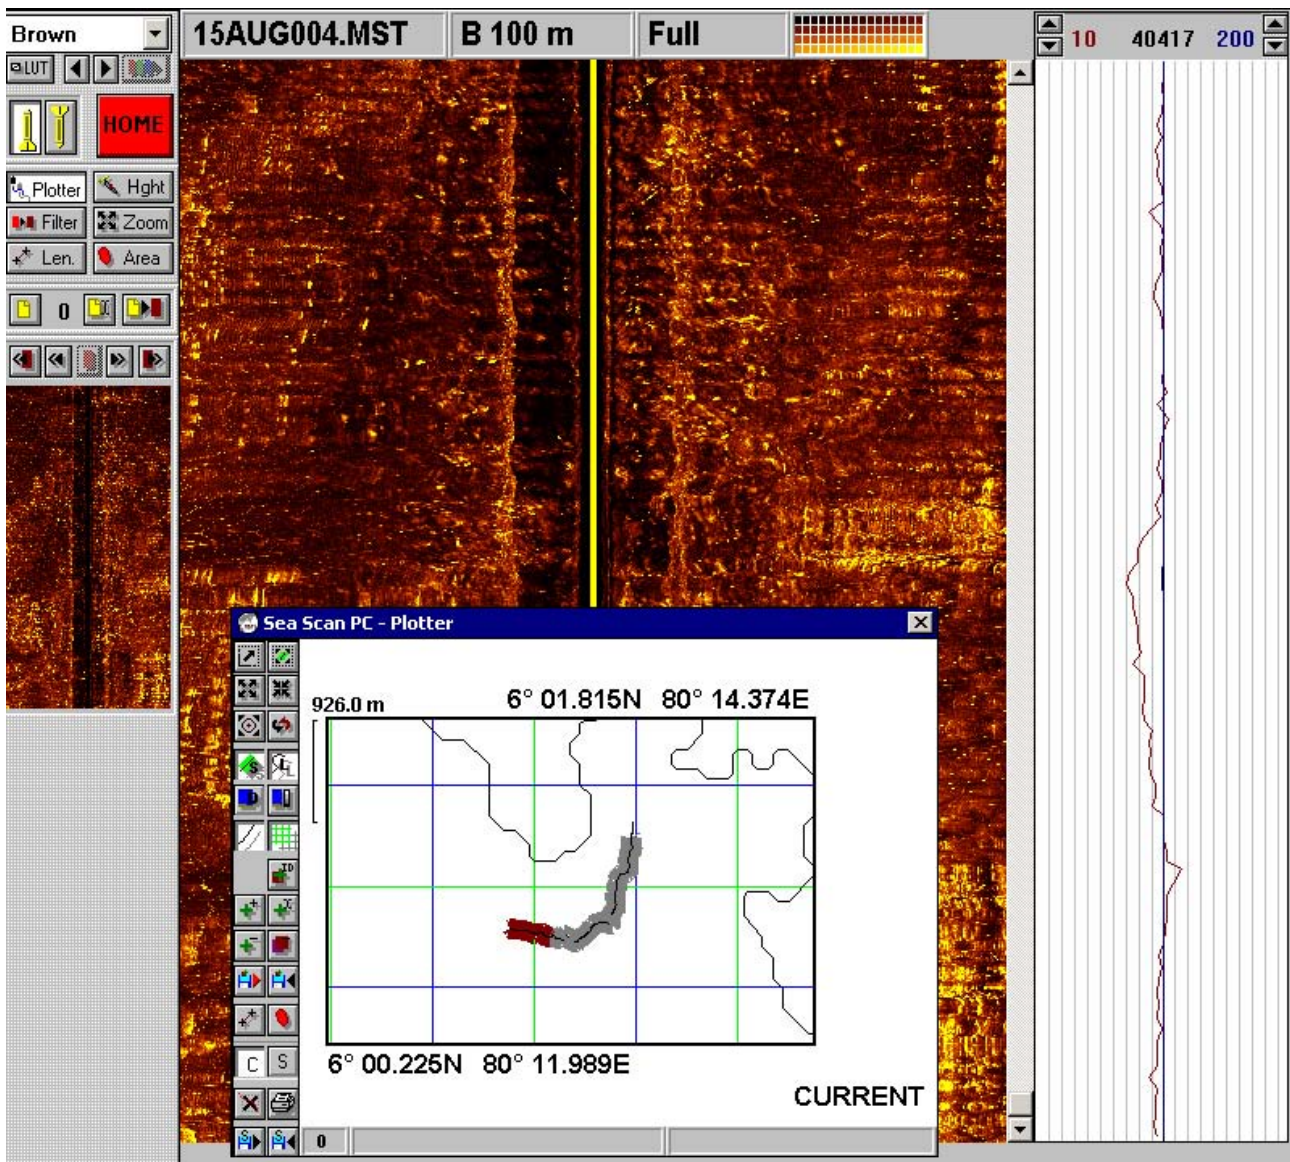 Brown 15AUG004.MST B 100 m Full 10 40417 200
LUT
HOME
Plotter Hght
Filter Zoom
Len. Area
0
Sea Scan PC - Plotter
926.0 m 6° 01.815N 80° 14.374E
ID
6° 00.225N 80° 11.989E
C S
CURRENT
0